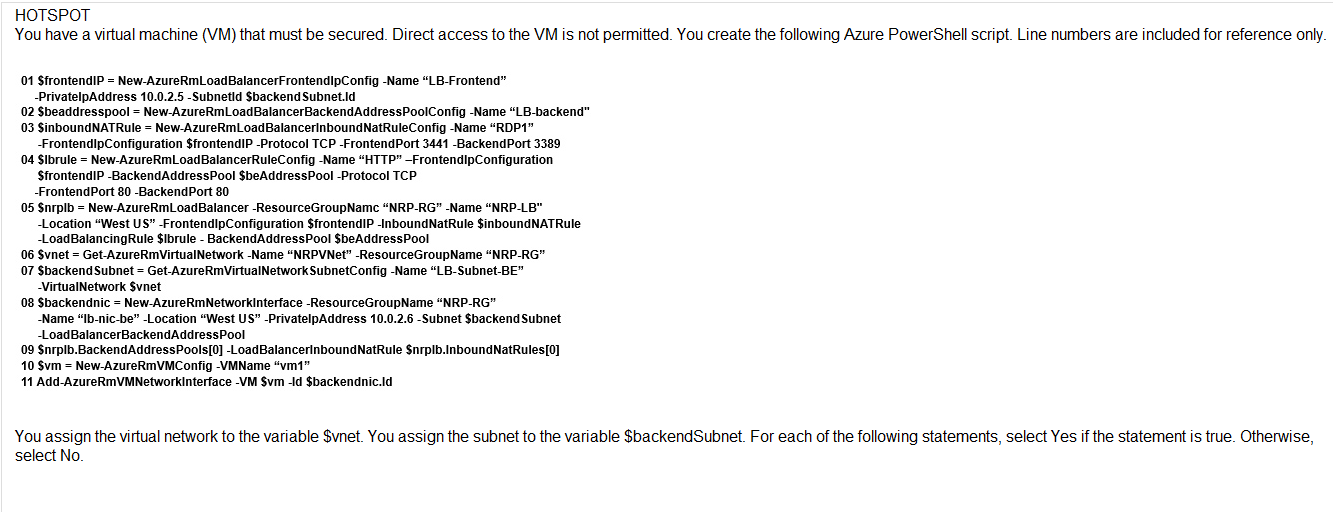 HOTSPOT
You have a virtual machine (VM) that must be secured. Direct access to the VM is not permitted. You create the following Azure PowerShell script. Line numbers are included for reference only.
01 $frontendIP = New-AzureRmLoadBalancerFrontendIpConfig -Name “LB-Frontend”
-PrivateIpAddress 10.0.2.5 -SubnetId $backendSubnet.Id
02 $beaddresspool = New-AzureRmLoadBalancerBackendAddressPoolConfig -Name “LB-backend"
03 $inboundNATRule = New-AzureRmLoadBalancerInboundNatRuleConfig -Name “RDP1”
-FrontendIpConfiguration $frontendIP -Protocol TCP -FrontendPort 3441 -BackendPort 3389
04 $lbrule = New-AzureRmLoadBalancerRuleConfig -Name “HTTP” –FrontendIpConfiguration
$frontendIP -BackendAddressPool $beAddressPool -Protocol TCP
-FrontendPort 80 -BackendPort 80
05 $nrplb = New-AzureRmLoadBalancer -ResourceGroupNamc “NRP-RG” -Name “NRP-LB"
-Location “West US” -FrontendIpConfiguration $frontendIP -InboundNatRule $inboundNATRule
-LoadBalancingRule $lbrule - BackendAddressPool $beAddressPool
06 $vnet = Get-AzureRmVirtualNetwork -Name “NRPVNet” -ResourceGroupName “NRP-RG”
07 $backendSubnet = Get-AzureRmVirtualNetworkSubnetConfig -Name “LB-Subnet-BE”
-VirtualNetwork $vnet
08 $backendnic = New-AzureRmNetworkInterface -ResourceGroupName “NRP-RG”
-Name “lb-nic-be” -Location “West US” -PrivateIpAddress 10.0.2.6 -Subnet $backendSubnet
-LoadBalancerBackendAddressPool
09 $nrplb.BackendAddressPools[0] -LoadBalancerInboundNatRule $nrplb.InboundNatRules[0]
10 $vm = New-AzureRmVMConfig -VMName “vm1”
11 Add-AzureRmVMNetworkInterface -VM $vm -Id $backendnic.Id
You assign the virtual network to the variable $vnet. You assign the subnet to the variable $backendSubnet. For each of the following statements, select Yes if the statement is true. Otherwise,
select No.